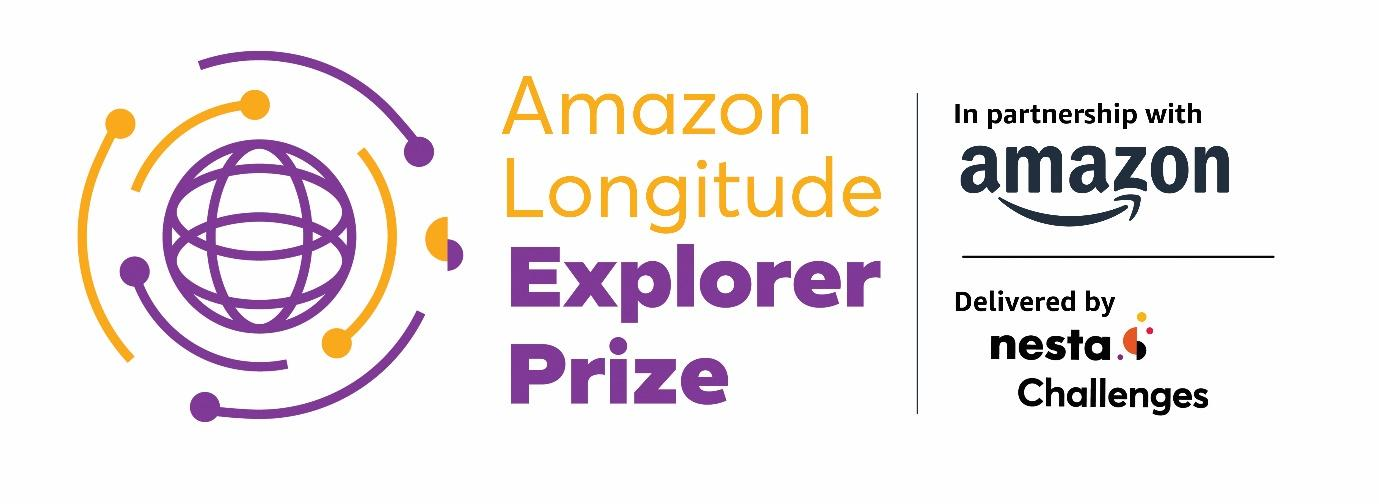 Amazon
Longitude
Explorer
Prize
In partnership with
amazon
Delivered by
nesta
Challenges